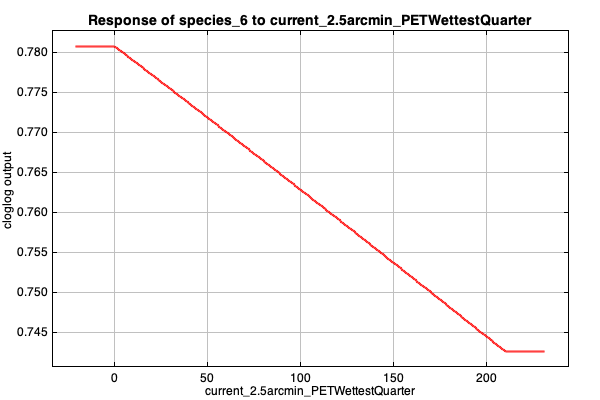 Response of species_6 to current_2.5arcmin_PETWettestQuarter
0.780
0.775
0.770
0.765
0.760
0.755
0.750
0.745
cloglog output
0 50 100 150 200
current_2.5arcmin_PETWettestQuarter